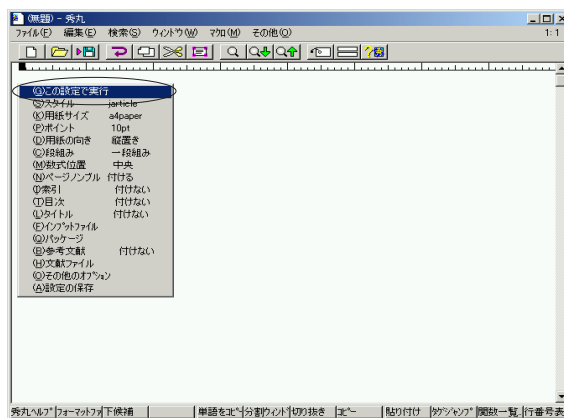 (無題) - 秀丸
ファイル(F) 編集(E) 検索(S) ウィンドウ(W) マクロ(M) その他(O) 1: 1
(G)この設定で実行
(S)スタイル jarticle
(K)用紙サイズ a4paper
(P)ポイント 10pt
(D)用紙の向き 縦置き
(C)段組み 一段組み
(M)数式位置 中央
(N)ページノンブル 付ける
(I)索引 付けない
(T)目次 付けない
(L)タイトル 付けない
(F)インプットファイル
(Q)パッケージ
(B)参考文献 付けない
(H)文献ファイル
(O)その他のオプション
(A)設定の保存
秀丸ヘルプ フォーマットファ 下候補 単語をコピー 分割ウィンド 切り抜き コピー 貼り付け タグジャンプ 関数一覧.. 行番号表